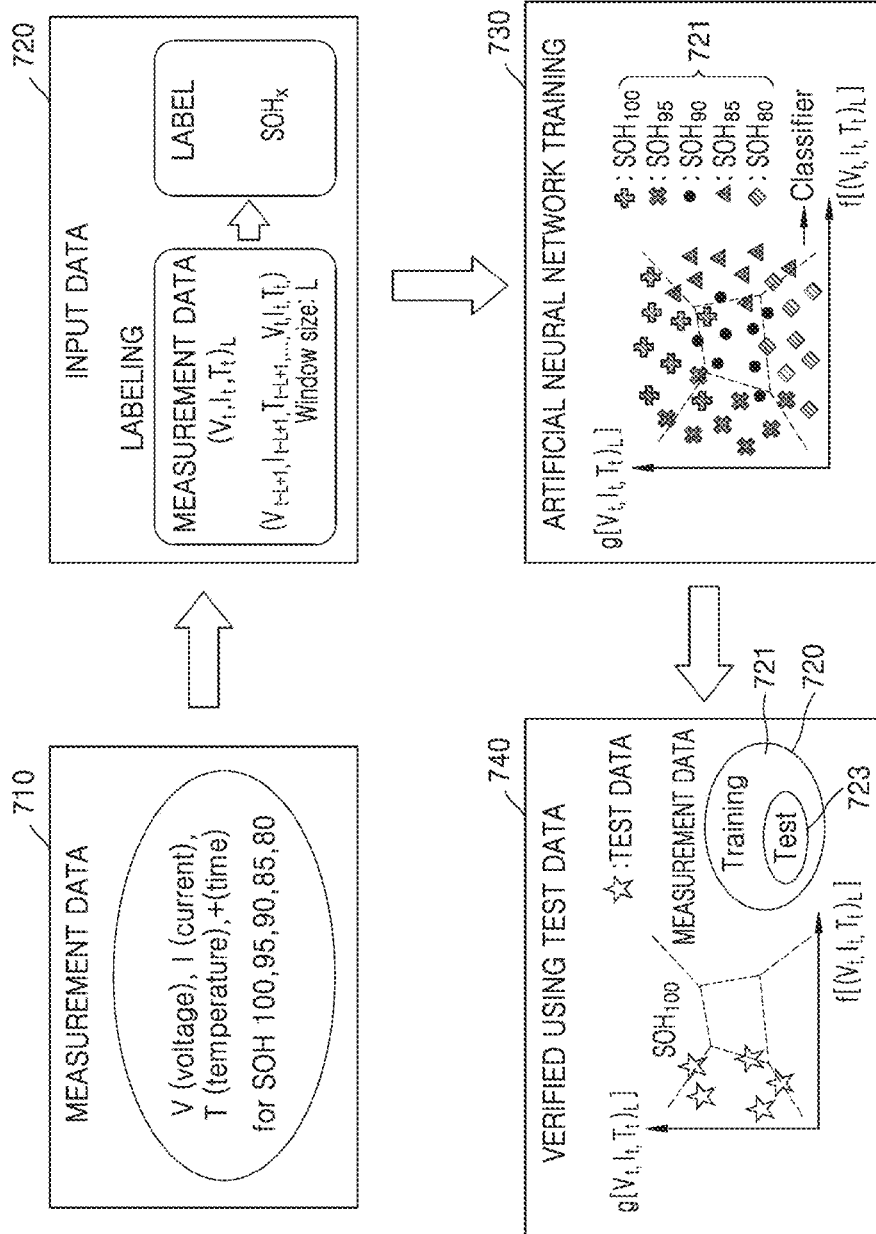 710
MEASUREMENT DATA
V (voltage), I (current),
T (temperature),+(time)
for SOH 100,95,90,85,80
720
INPUT DATA
LABELING
MEASUREMENT DATA
(Vt,It,Tt)L
(Vt-L+1,It-L+1,Tt-L+1,...,Vt,It,Tt)
Window size: L
LABEL
SOHx
730
ARTIFICIAL NEURAL NETWORK TRAINING
g[Vt,It,Tt)L]
: SOH100
: SOH95
: SOH90
: SOH85
: SOH80
721
Classifier
f[(Vt,It,Tt)L]
740
VERIFIED USING TEST DATA
g[Vt,It,Tt)L]
SOH100
:TEST DATA
MEASUREMENT DATA
Training
Test
721
720
723
f[(Vt,It,Tt)L]